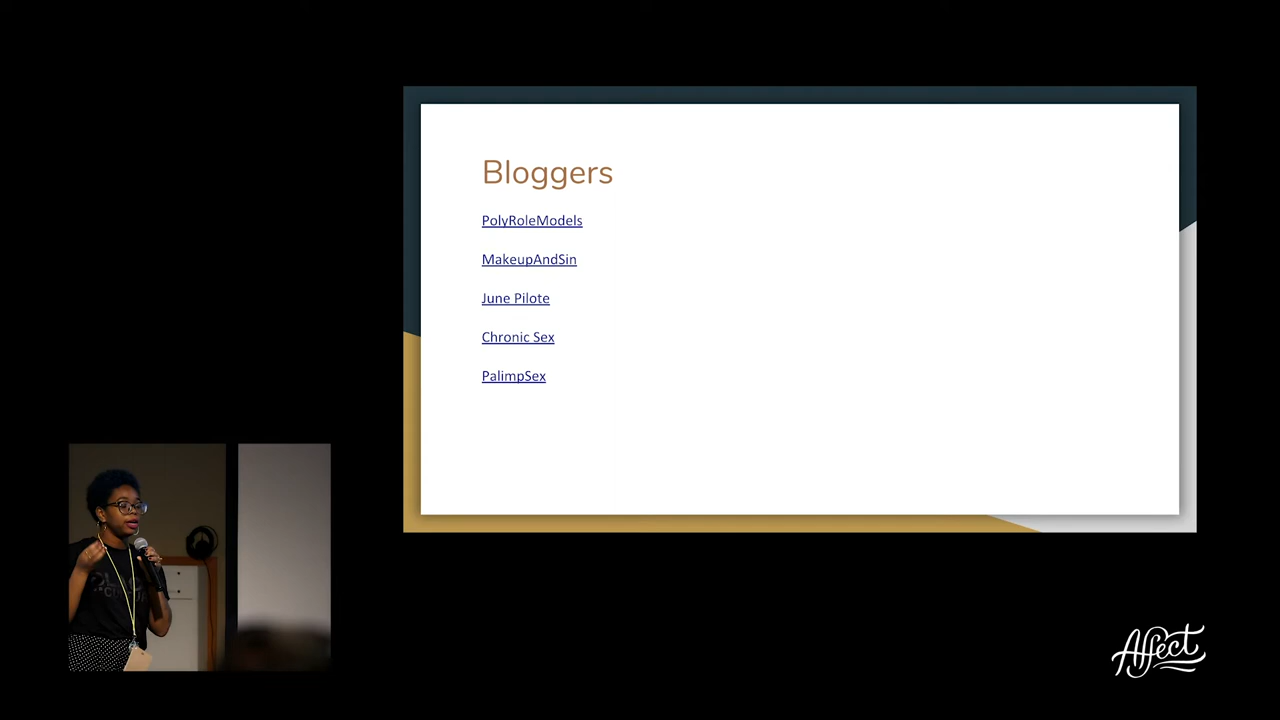 Bloggers
PolyRoleModels
MakeupAndSin
June Pilote
Chronic Sex
PalimpSex
Affect